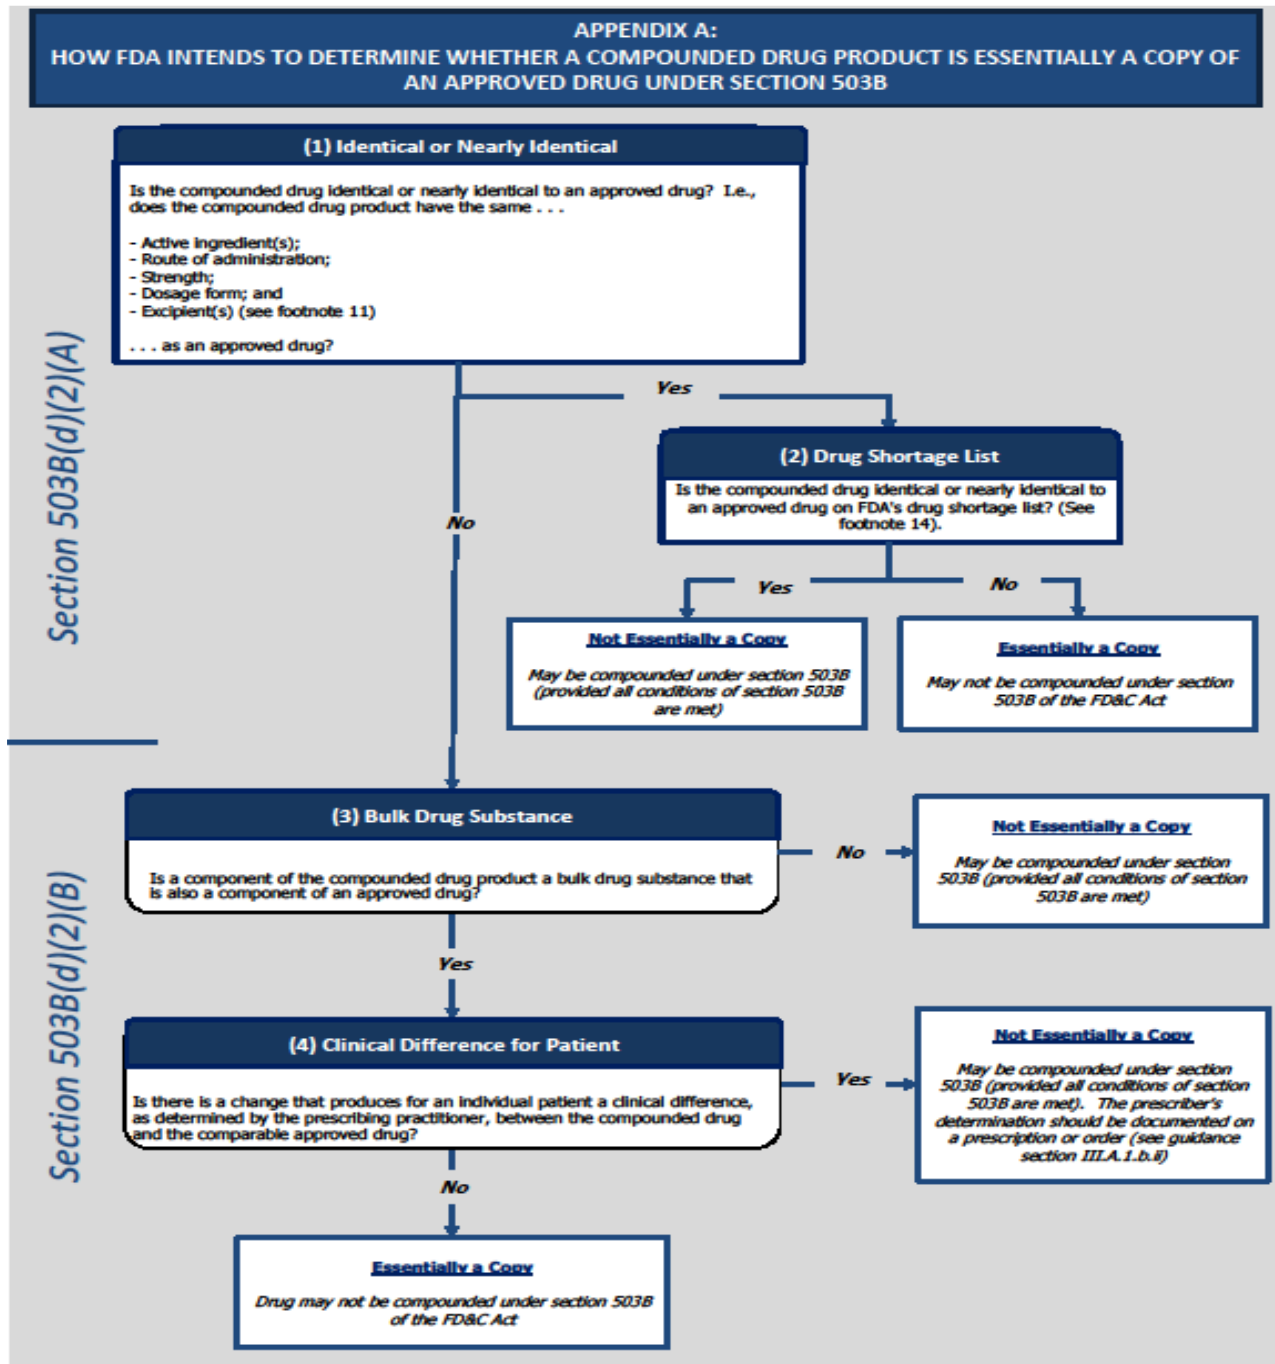 APPENDIX A:
HOW FDA INTENDS TO DETERMINE WHETHER A COMPOUNDED DRUG PRODUCT IS ESSENTIALLY A COPY OF
AN APPROVED DRUG UNDER SECTION 503B
Section 503B(d)(2)(A)
(1) Identical or Nearly Identical
Is the compounded drug identical or nearly identical to an approved drug? I.e.,
does the compounded drug product have the same . . .
- Active ingredient(s);
- Route of administration;
- Strength;
- Dosage form; and
- Excipient(s) (see footnote 11)
. . . as an approved drug?
Yes
No
(2) Drug Shortage List
Is the compounded drug identical or nearly identical to
an approved drug on FDA's drug shortage list? (See
footnote 14).
Yes
No
Not Essentially a Copy
May be compounded under section 503B
(provided all conditions of section 503B
are met)
Essentially a Copy
May not be compounded under section
503B of the FD&C Act
Section 503B(d)(2)(B)
(3) Bulk Drug Substance
Is a component of the compounded drug product a bulk drug substance that
is also a component of an approved drug?
No
Not Essentially a Copy
May be compounded under section
503B (provided all conditions of section
503B are met)
Yes
(4) Clinical Difference for Patient
Is there is a change that produces for an individual patient a clinical difference,
as determined by the prescribing practitioner, between the compounded drug
and the comparable approved drug?
Yes
Not Essentially a Copy
May be compounded under section
503B (provided all conditions of section
503B are met). The prescriber's
determination should be documented on
a prescription or order (see guidance
section III.A.1.b.ii)
No
Essentially a Copy
Drug may not be compounded under section 503B
of the FD&C Act